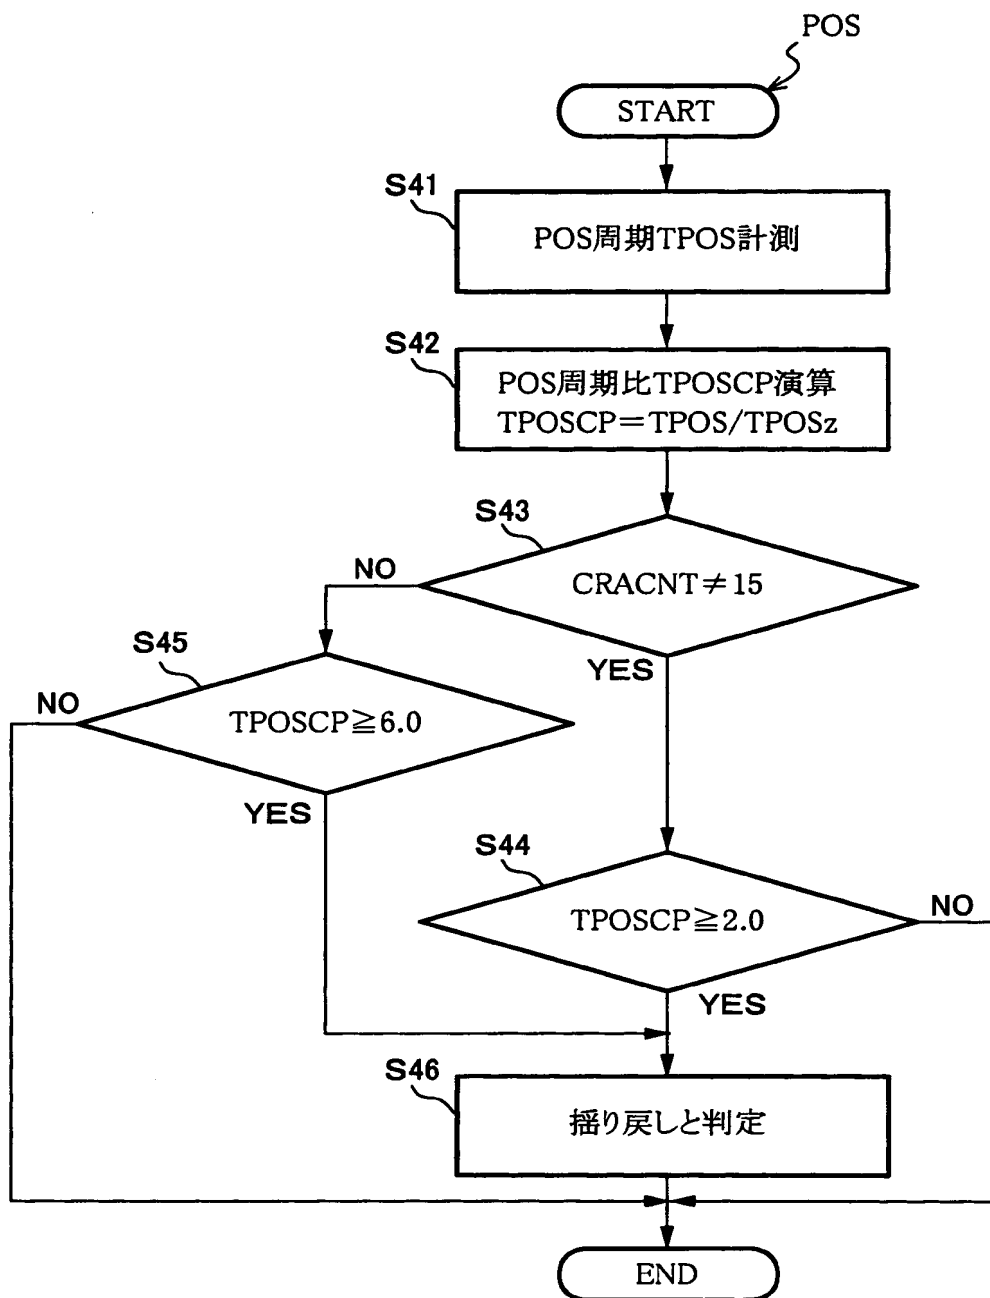 POS
START
S41
POS周期TPOS計測
S42
POS周期比TPOSCP演算
TPOSCP＝TPOS/TPOSz
S43
CRACNT≠15
NO
YES
S45
TPOSCP≧6.0
NO
YES
S44
TPOSCP≧2.0
NO
YES
S46
揺り戻しと判定
END